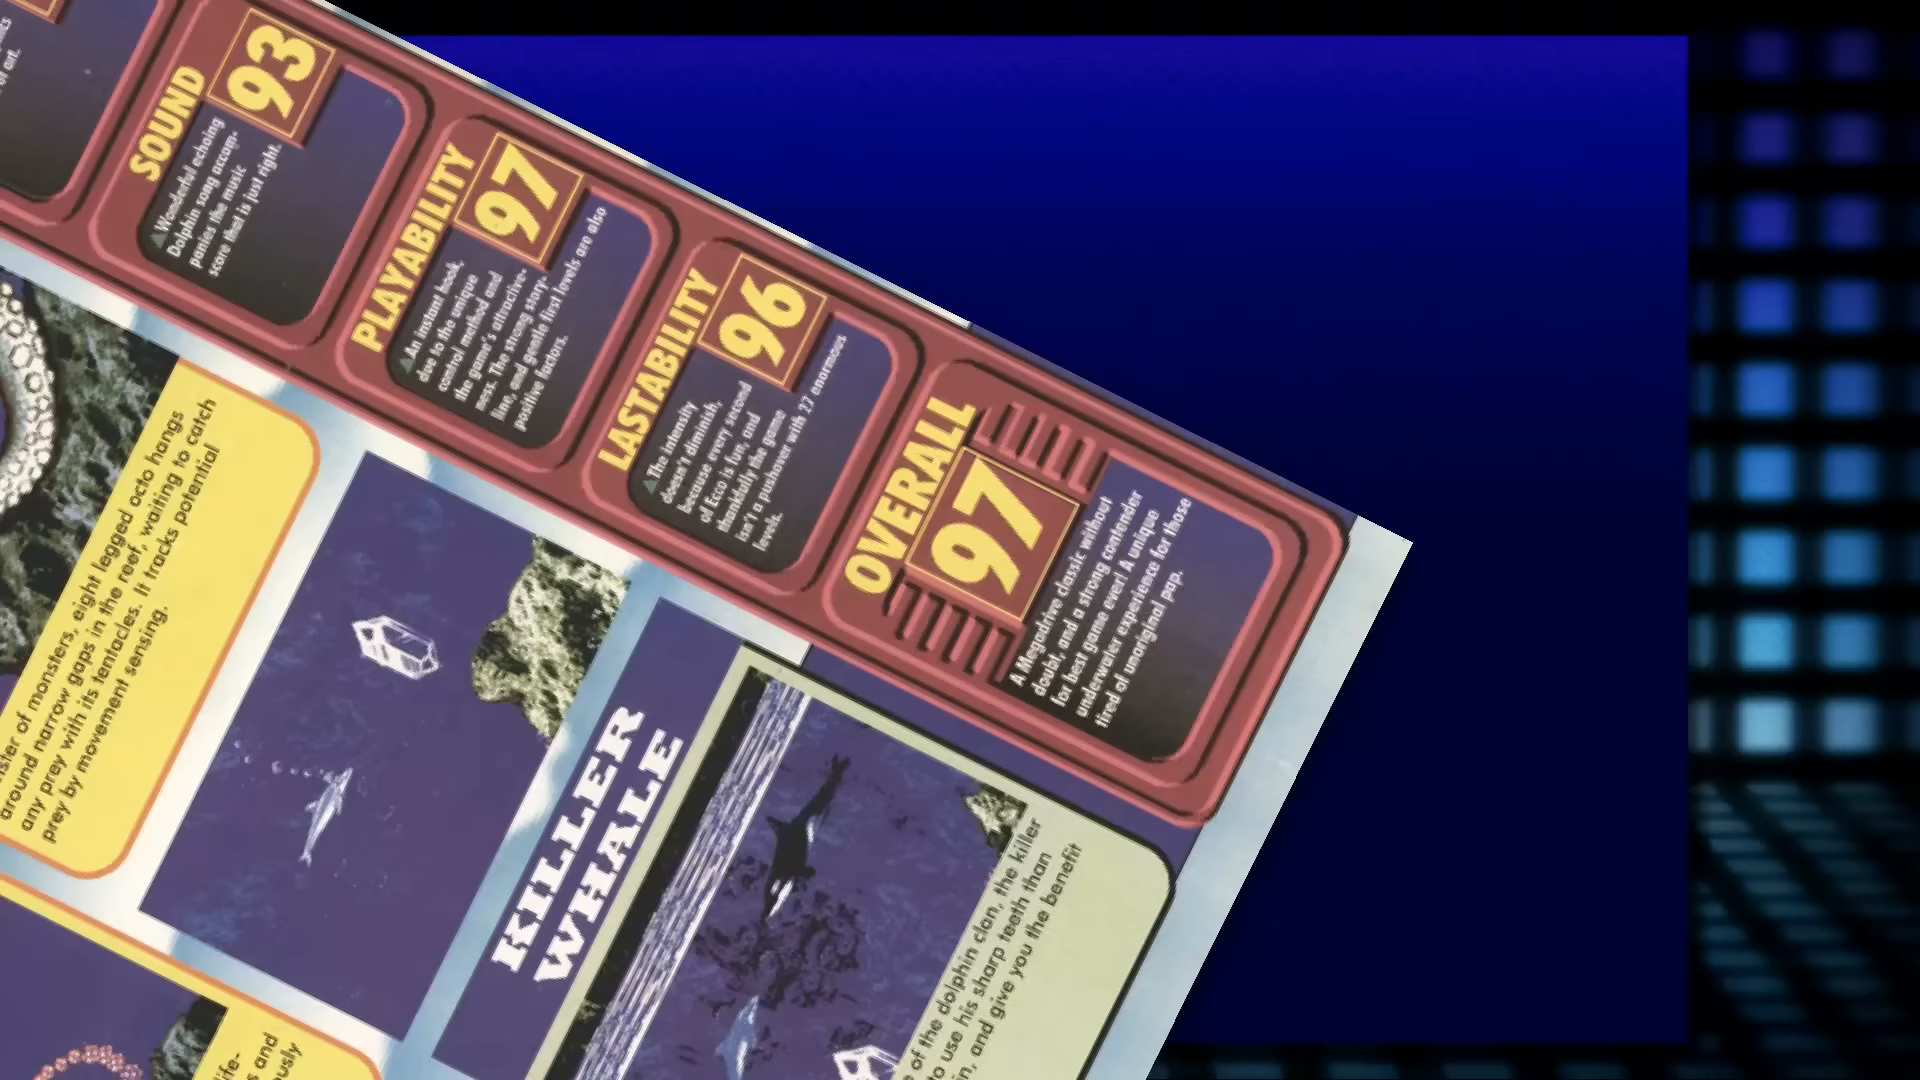 of art.
SOUND
93
Wonderful echoing
Dolphin song accom-
panies the music
score that is just right.
PLAYABILITY
97
An instant hook,
due to the unique
control method and
the game's attractive-
ness. The strong story-
line, and gentle first levels are also
positive factors.
LASTABILITY
96
The intensity
doesn't diminish,
because every second
of Ecco is fun, and
thankfully the game
isn't a pushover with 27 enormous
levels.
OVERALL
97
A Megadrive classic without
doubt, and a strong contender
for best game ever! A unique
underwater experience for those
tired of unoriginal pap.
of monsters, eight legged octo hangs
around narrow gaps in the reef, waiting to catch
any prey with its tentacles. It tracks potential
prey by movement sensing.
KILLER
WHALE
of the dolphin clan, the killer
to use his sharp teeth than
and give you the benefit
life-
and